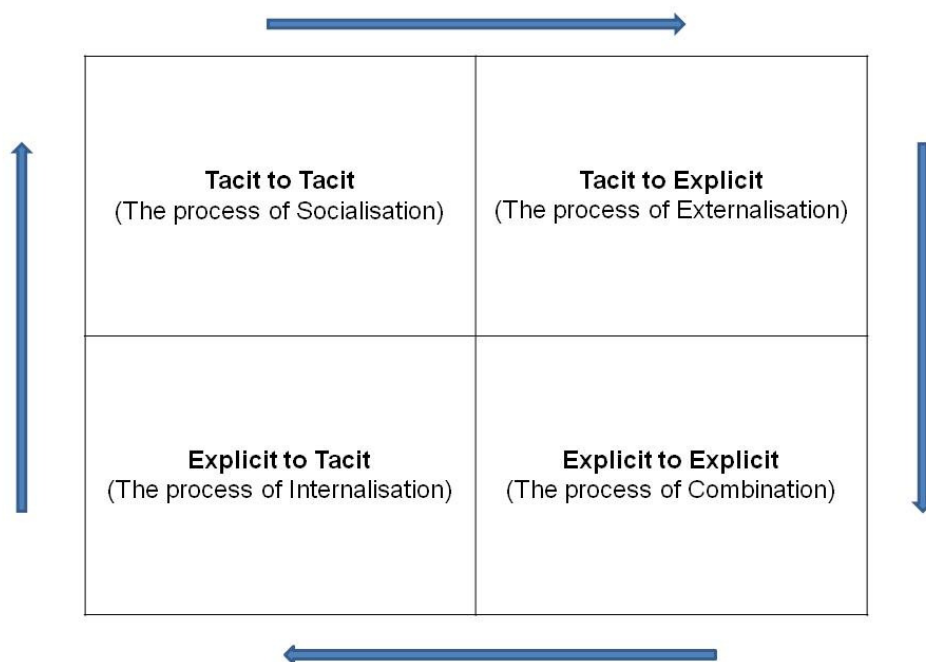 Tacit to Tacit
(The process of Socialisation)
Tacit to Explicit
(The process of Externalisation)
Explicit to Tacit
(The process of Internalisation)
Explicit to Explicit
(The process of Combination)